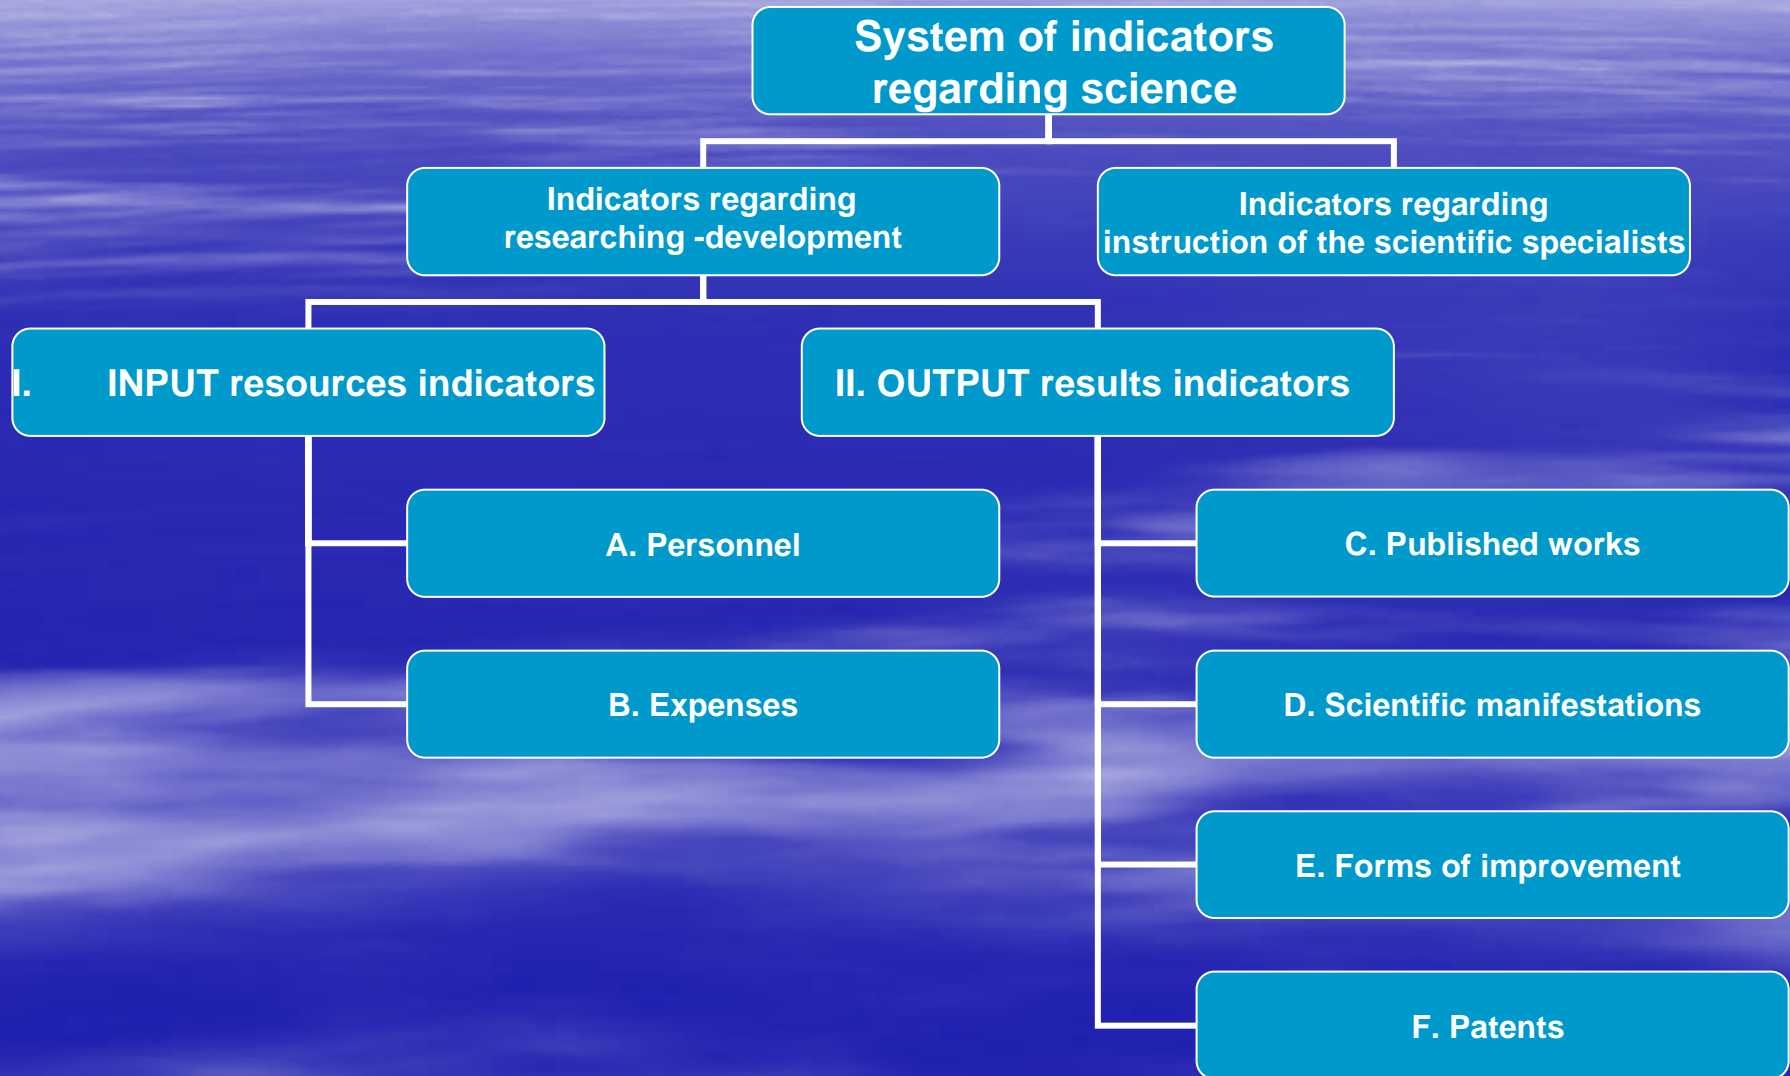 System of indicators
regarding science
Indicators regarding
researching -development
Indicators regarding
instruction of the scientific specialists
I. INPUT resources indicators
II. OUTPUT results indicators
A. Personnel
B. Expenses
C. Published works
D. Scientific manifestations
E. Forms of improvement
F. Patents